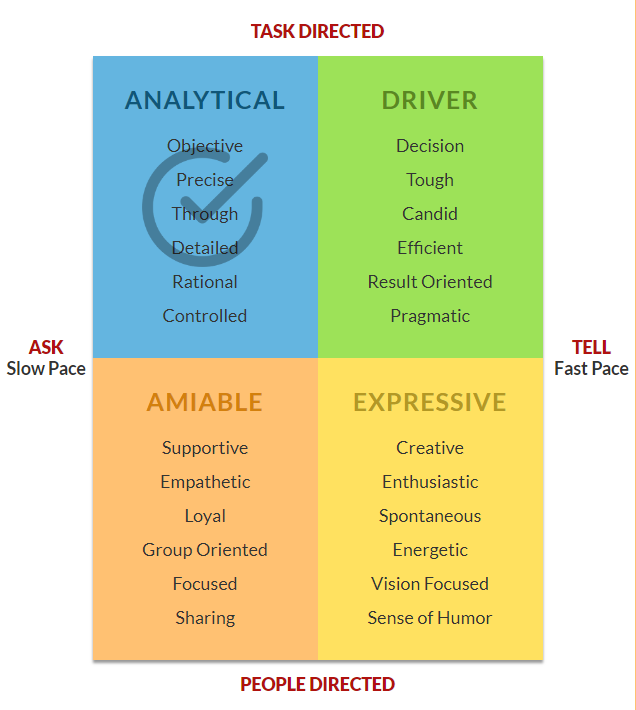 TASK DIRECTED
ANALYTICAL
Objective
Precise
Through
Detailed
Rational
Controlled
DRIVER
Decision
Tough
Candid
Efficient
Result Oriented
Pragmatic
ASK
Slow Pace
TELL
Fast Pace
AMIABLE
Supportive
Empathetic
Loyal
Group Oriented
Focused
Sharing
EXPRESSIVE
Creative
Enthusiastic
Spontaneous
Energetic
Vision Focused
Sense of Humor
PEOPLE DIRECTED